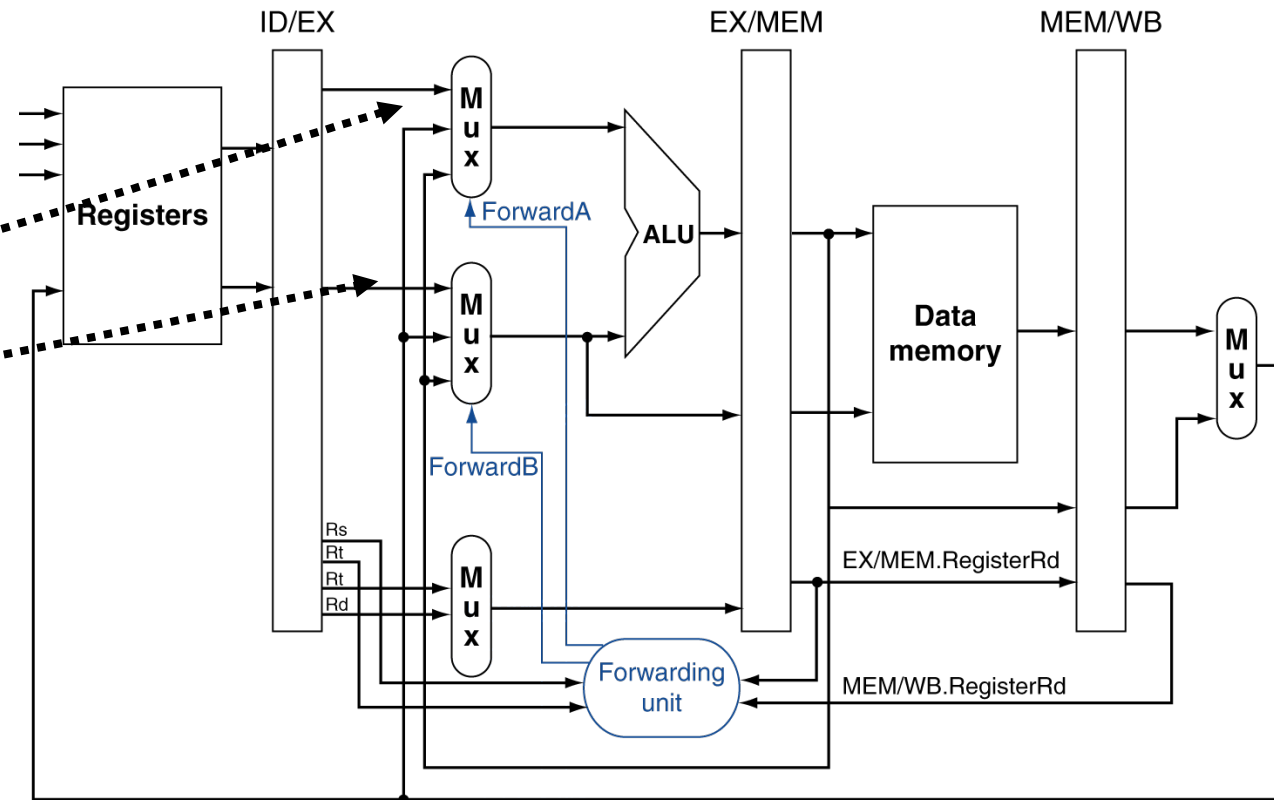 ID/EX
EX/MEM
MEM/WB
Registers
M
u
x
ForwardA
ALU
M
u
x
ForwardB
Data
memory
M
u
x
Rs
Rt
Rt
Rd
M
u
x
EX/MEM.RegisterRd
Forwarding
unit
MEM/WB.RegisterRd